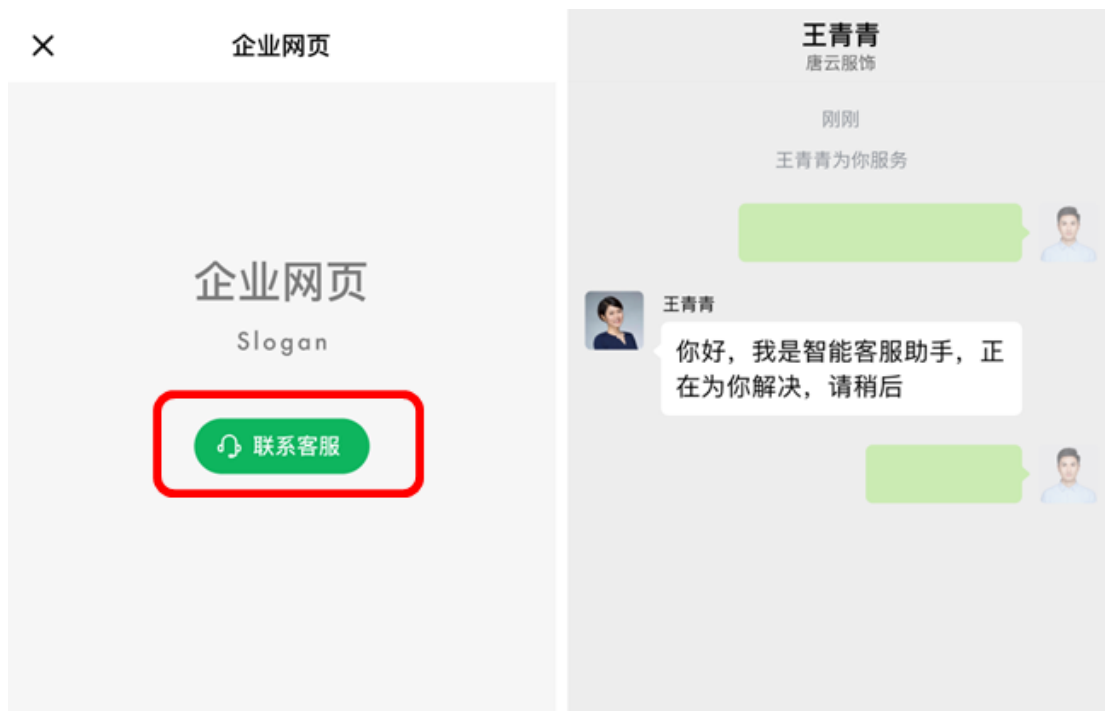 企业网页
企业网页
Slogan
联系客服
王青青
唐云服饰
刚刚
王青青为你服务
王青青
你好，我是智能客服助手，正
在为你解决，请稍后